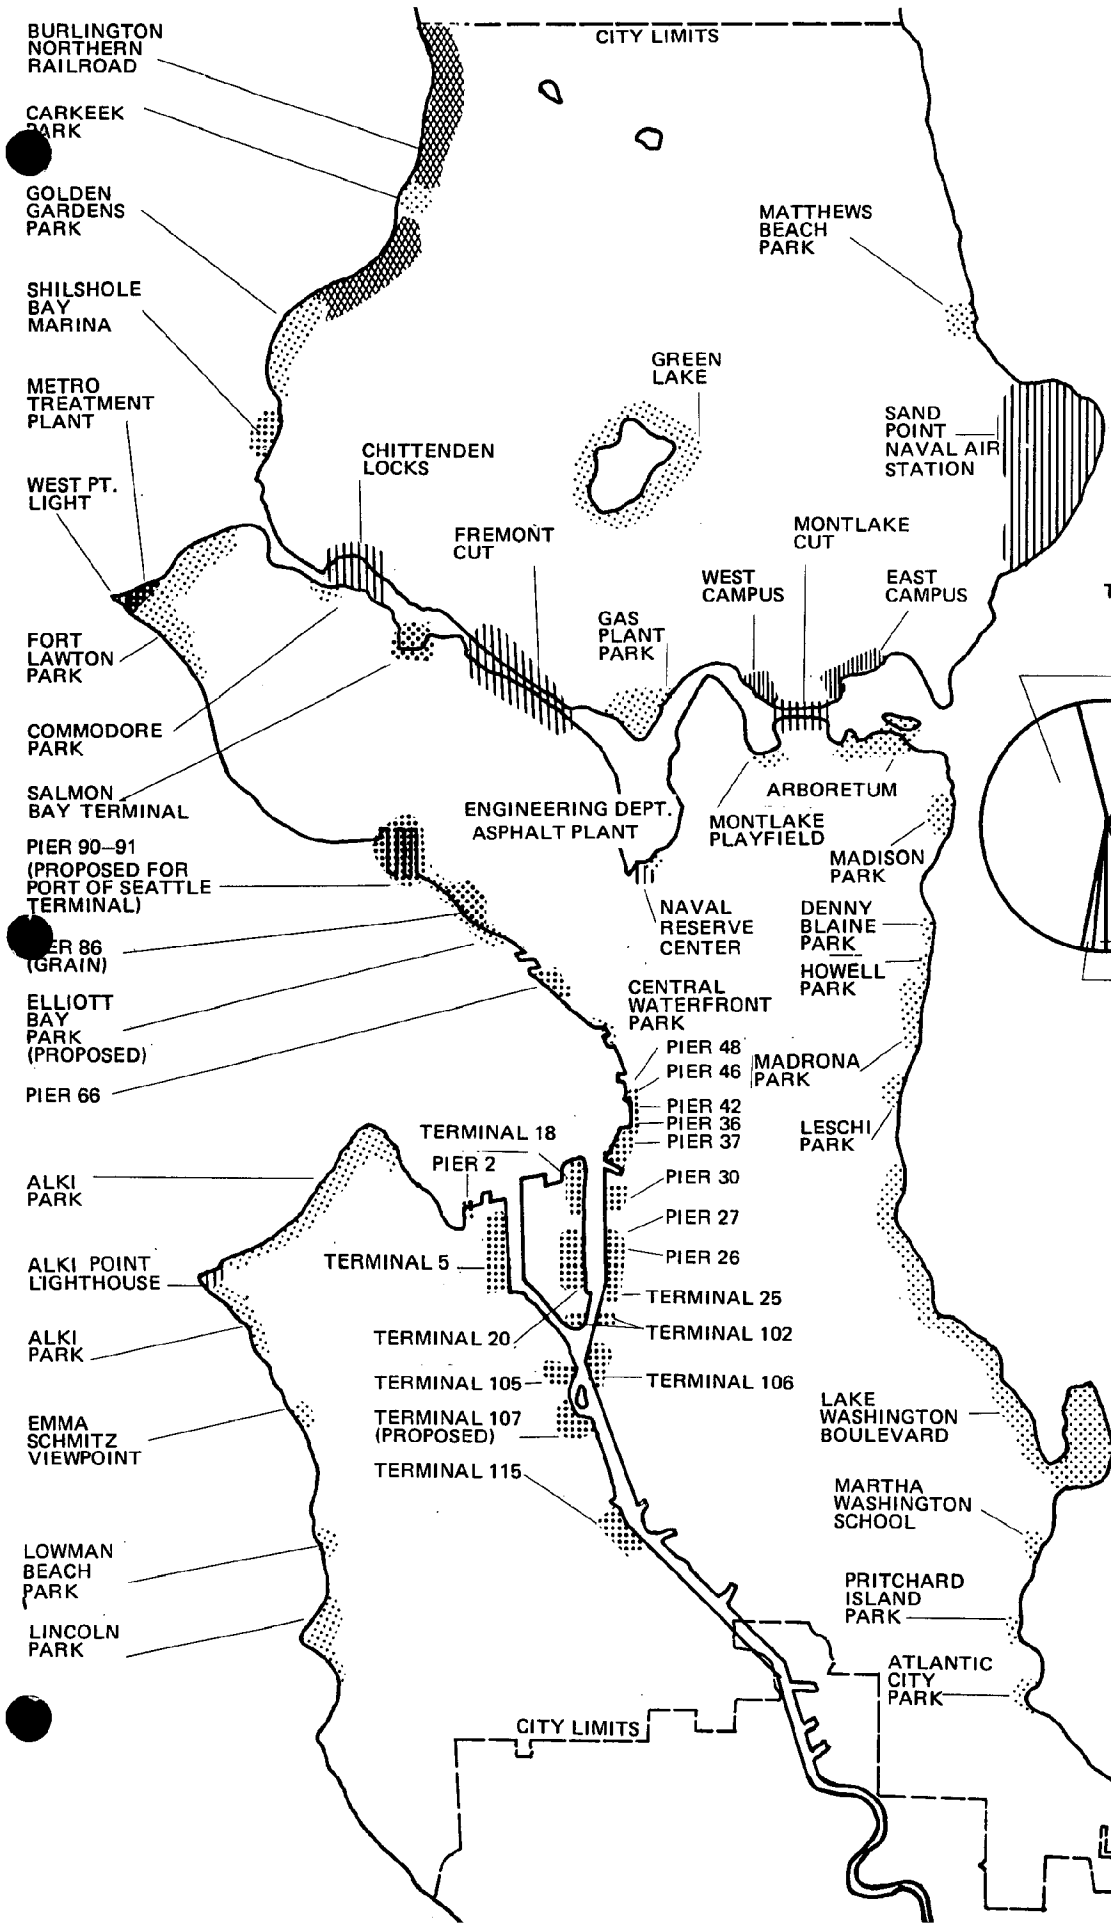 CITY LIMITS
BURLINGTON
NORTHERN
RAILROAD
CARKEEK
PARK
GOLDEN
GARDENS
PARK
SHILSHOLE
BAY
MARINA
METRO
TREATMENT
PLANT
WEST PT.
LIGHT
FORT
LAWTON
PARK
COMMODORE
PARK
SALMON
BAY TERMINAL
PIER 90–91
(PROPOSED FOR
PORT OF SEATTLE
TERMINAL)
PIER 86
(GRAIN)
ELLIOTT
BAY
PARK
(PROPOSED)
PIER 66
ALKI
PARK
ALKI POINT
LIGHTHOUSE
ALKI
PARK
EMMA
SCHMITZ
VIEWPOINT
LOWMAN
BEACH
PARK
LINCOLN
PARK
MATTHEWS
BEACH
PARK
GREEN
LAKE
SAND
POINT
NAVAL AIR
STATION
CHITTENDEN
LOCKS
FREMONT
CUT
MONTLAKE
CUT
WEST
CAMPUS
EAST
CAMPUS
GAS
PLANT
PARK
ENGINEERING DEPT.
ASPHALT PLANT
ARBORETUM
MONTLAKE
PLAYFIELD
MADISON
PARK
NAVAL
RESERVE
CENTER
DENNY
BLAINE
PARK
HOWELL
PARK
CENTRAL
WATERFRONT
PARK
PIER 48
PIER 46
PIER 42
PIER 36
PIER 37
MADRONA
PARK
LESCHI
PARK
TERMINAL 18
PIER 2
PIER 30
PIER 27
PIER 26
TERMINAL 5
TERMINAL 25
TERMINAL 20
TERMINAL 102
TERMINAL 105
TERMINAL 106
TERMINAL 107
(PROPOSED)
TERMINAL 115
LAKE
WASHINGTON
BOULEVARD
MARTHA
WASHINGTON
SCHOOL
PRITCHARD
ISLAND
PARK
ATLANTIC
CITY
PARK
CITY LIMITS